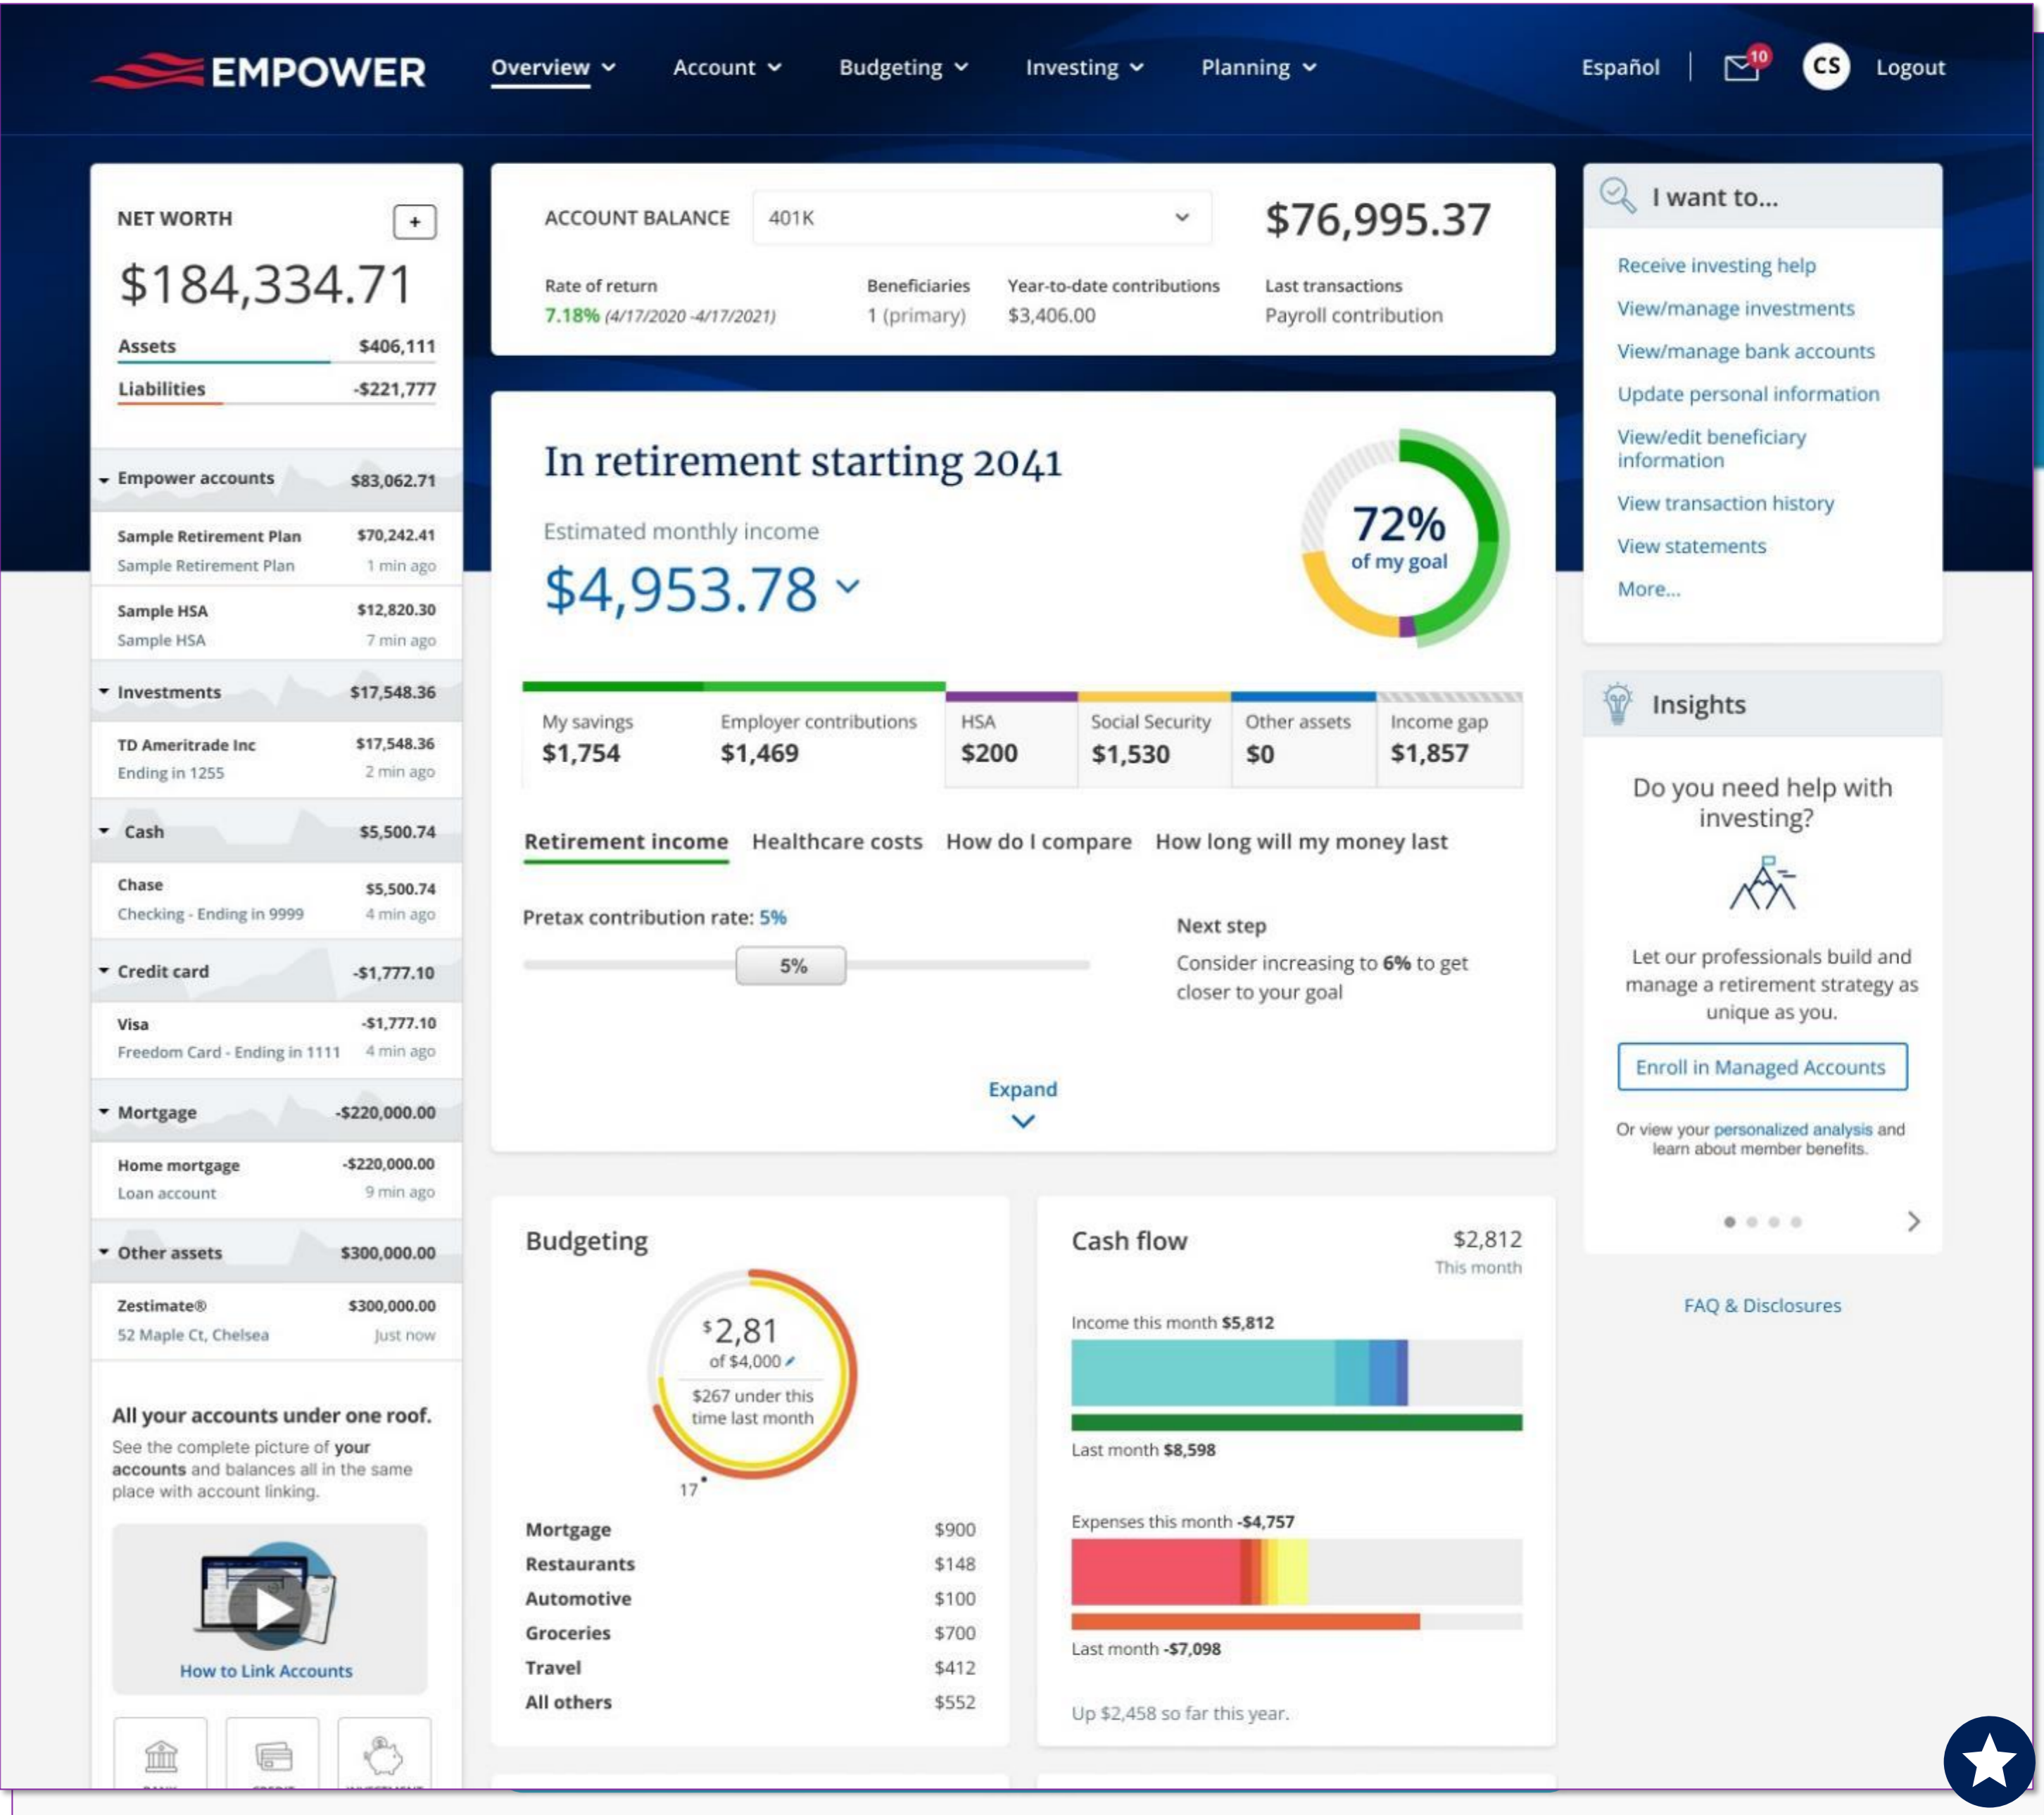 EMPOWER
Overview
Account
Budgeting
Investing
Planning
Español
10
CS
Logout
NET WORTH
+
$184,334.71
Assets $406,111
Liabilities -$221,777
Empower accounts $83,062.71
Sample Retirement Plan $70,242.41
Sample Retirement Plan 1 min ago
Sample HSA $12,820.30
Sample HSA 7 min ago
Investments $17,548.36
TD Ameritrade Inc $17,548.36
Ending in 1255 2 min ago
Cash $5,500.74
Chase $5,500.74
Checking - Ending in 9999 4 min ago
Credit card -$1,777.10
Visa -$1,777.10
Freedom Card - Ending in 1111 4 min ago
Mortgage -$220,000.00
Home mortgage -$220,000.00
Loan account 9 min ago
Other assets $300,000.00
Zestimate® $300,000.00
52 Maple Ct, Chelsea Just now
All your accounts under one roof.
See the complete picture of your
accounts and balances all in the same
place with account linking.
How to Link Accounts
ACCOUNT BALANCE
401K
$76,995.37
Rate of return
7.18% (4/17/2020 -4/17/2021)
Beneficiaries
1 (primary)
Year-to-date contributions
$3,406.00
Last transactions
Payroll contribution
In retirement starting 2041
Estimated monthly income
$4,953.78
72%
of my goal
My savings
$1,754
Employer contributions
$1,469
HSA
$200
Social Security
$1,530
Other assets
$0
Income gap
$1,857
Retirement income
Healthcare costs
How do I compare
How long will my money last
Pretax contribution rate: 5%
5%
Next step
Consider increasing to 6% to get
closer to your goal
Expand
Budgeting
$2,81
of $4,000
$267 under this
time last month
17
Mortgage $900
Restaurants $148
Automotive $100
Groceries $700
Travel $412
All others $552
Cash flow $2,812
This month
Income this month $5,812
Last month $8,598
Expenses this month -$4,757
Last month -$7,098
Up $2,458 so far this year.
I want to...
Receive investing help
View/manage investments
View/manage bank accounts
Update personal information
View/edit beneficiary
information
View transaction history
View statements
More...
Insights
Do you need help with
investing?
Let our professionals build and
manage a retirement strategy as
unique as you.
Enroll in Managed Accounts
Or view your personalized analysis and
learn about member benefits.
FAQ & Disclosures